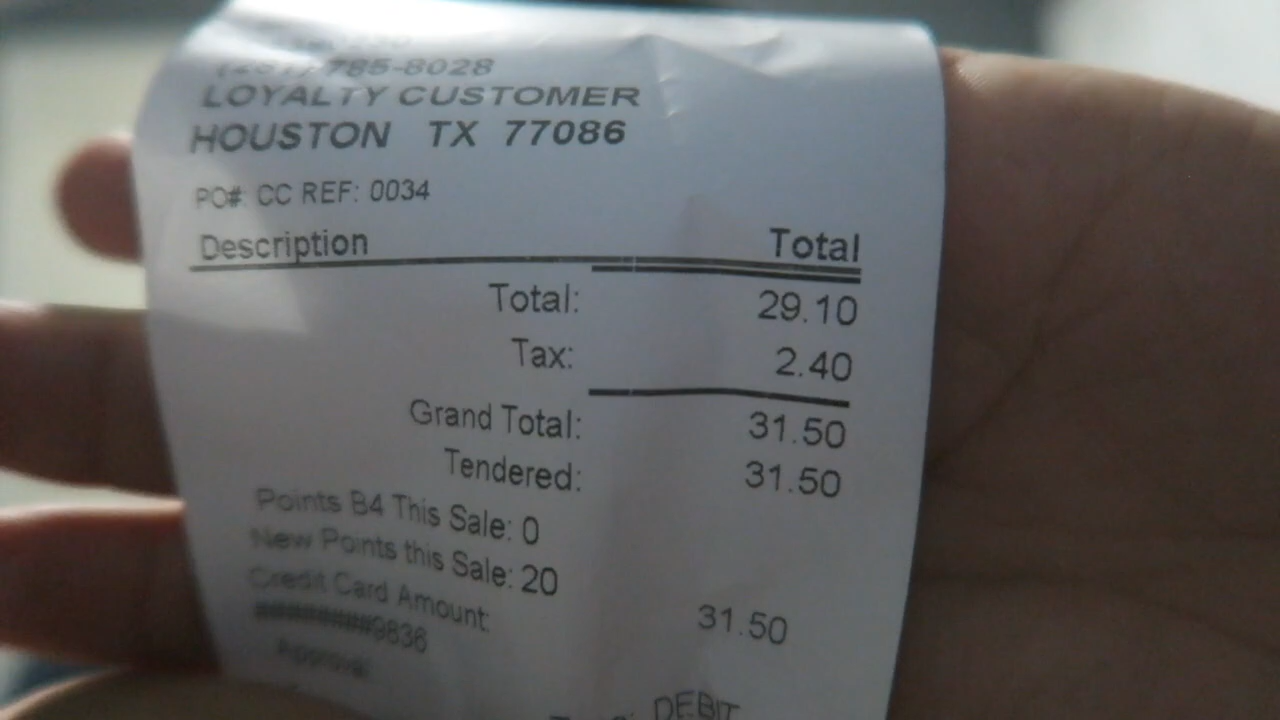 785-8028
LOYALTY CUSTOMER
HOUSTON TX 77086
PO# CC REF: 0034
Description Total
Total: 29.10
Tax: 2.40
Grand Total: 31.50
Tendered: 31.50
Points B4 This Sale: 0
New Points this Sale: 20
Credit Card Amount: 31.50
#########9836
Approval
DEBIT